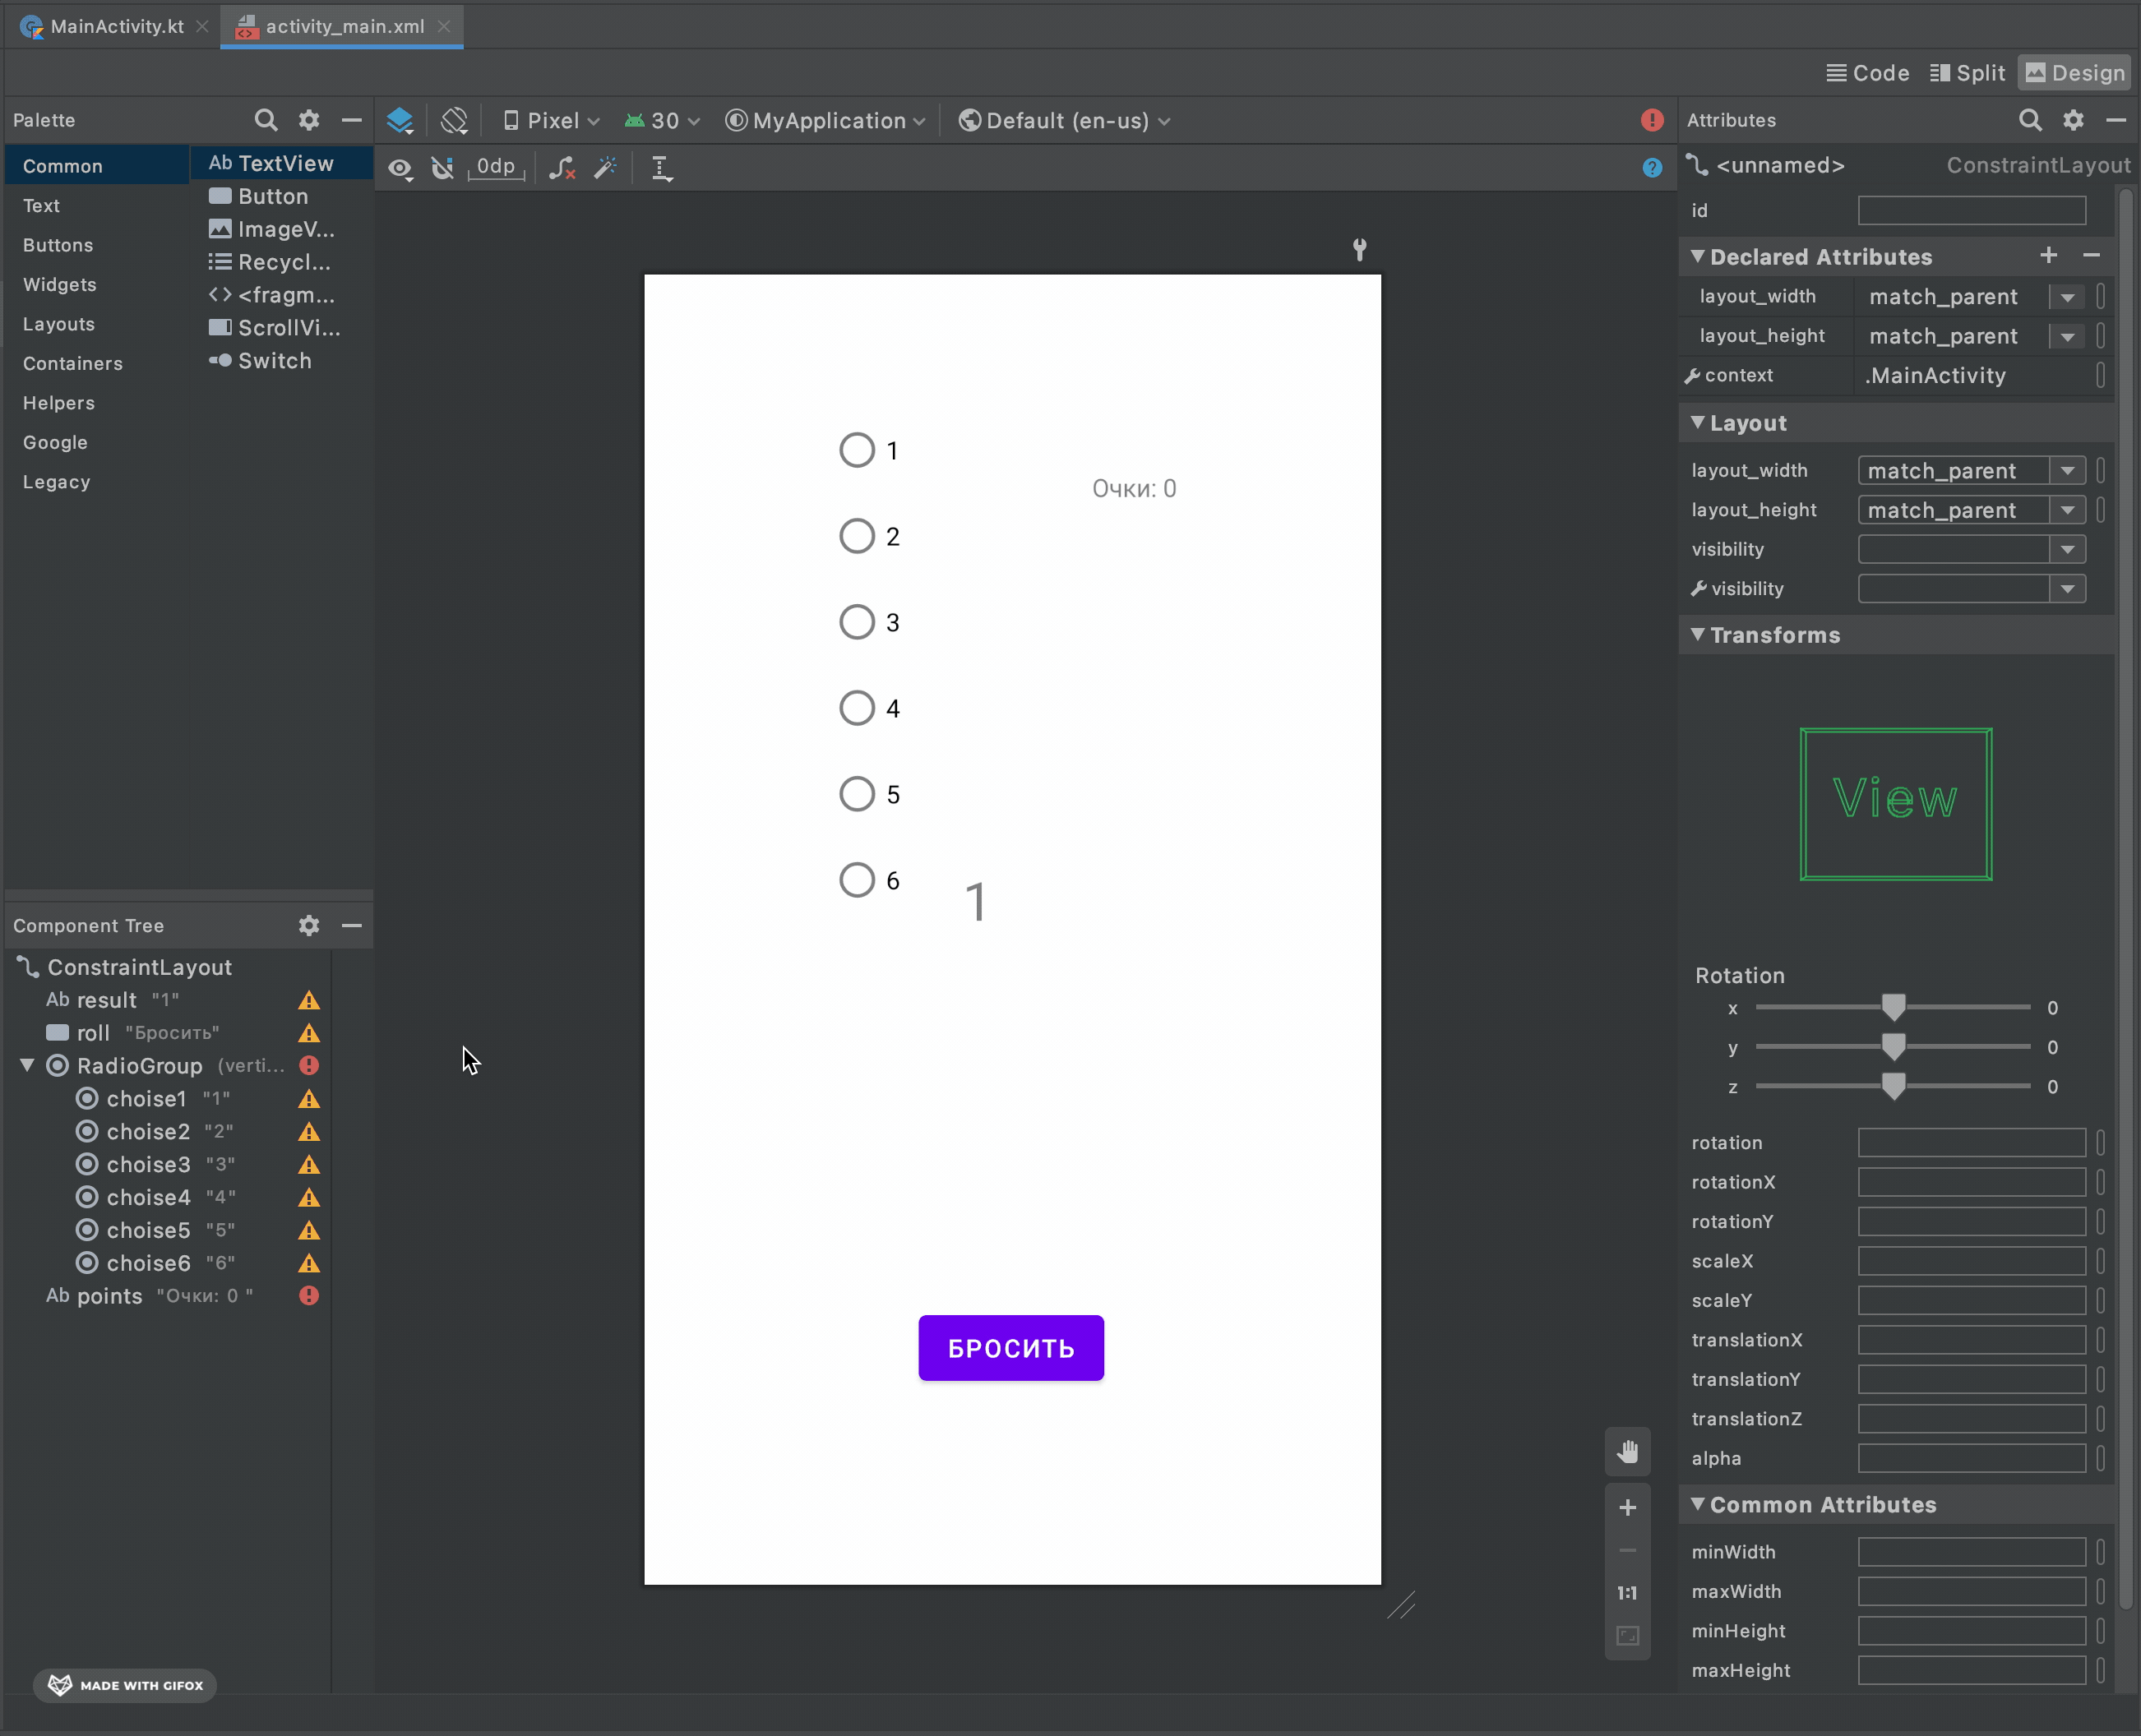 MainActivity.kt
activity_main.xml
Code
Split
Design
Palette
Pixel
30
MyApplication
Default (en-us)
Attributes
Common
Text
Buttons
Widgets
Layouts
Containers
Helpers
Google
Legacy
Ab TextView
Button
ImageV...
Recycl...
<fragm...
ScrollVi...
Switch
0dp
<unnamed>
ConstraintLayout
id
Declared Attributes
layout_width match_parent
layout_height match_parent
context .MainActivity
Layout
layout_width match_parent
layout_height match_parent
visibility
visibility
Transforms
View
Rotation
x 0
y 0
z 0
rotation
rotationX
rotationY
scaleX
scaleY
translationX
translationY
translationZ
alpha
Common Attributes
minWidth
maxWidth
minHeight
maxHeight
1
Очки: 0
2
3
4
5
6
1
БРОСИТЬ
1:1
Component Tree
ConstraintLayout
Ab result "1"
roll "Бросить"
RadioGroup (verti...
choise1 "1"
choise2 "2"
choise3 "3"
choise4 "4"
choise5 "5"
choise6 "6"
Ab points "Очки: 0 "
MADE WITH GIFOX